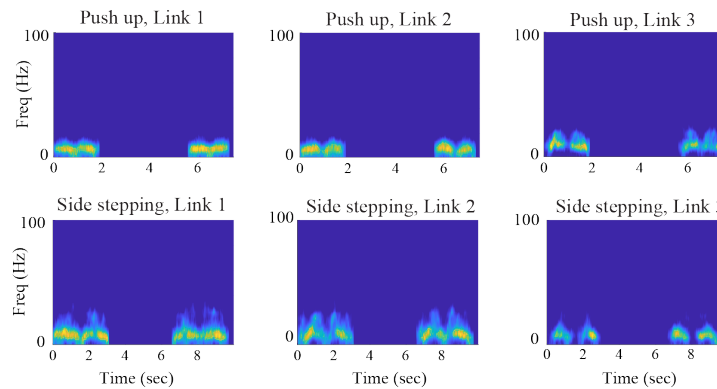 Push up, Link 1
Push up, Link 2
Push up, Link 3
100
100
100
Freq (Hz)
0
0
0
0 2 4 6
0 2 4 6
0 2 4 6
Side stepping, Link 1
Side stepping, Link 2
Side stepping, Link
100
100
100
Freq (Hz)
0
0
0
0 2 4 6 8
0 2 4 6 8
0 2 4 6 8
Time (sec)
Time (sec)
Time (sec)